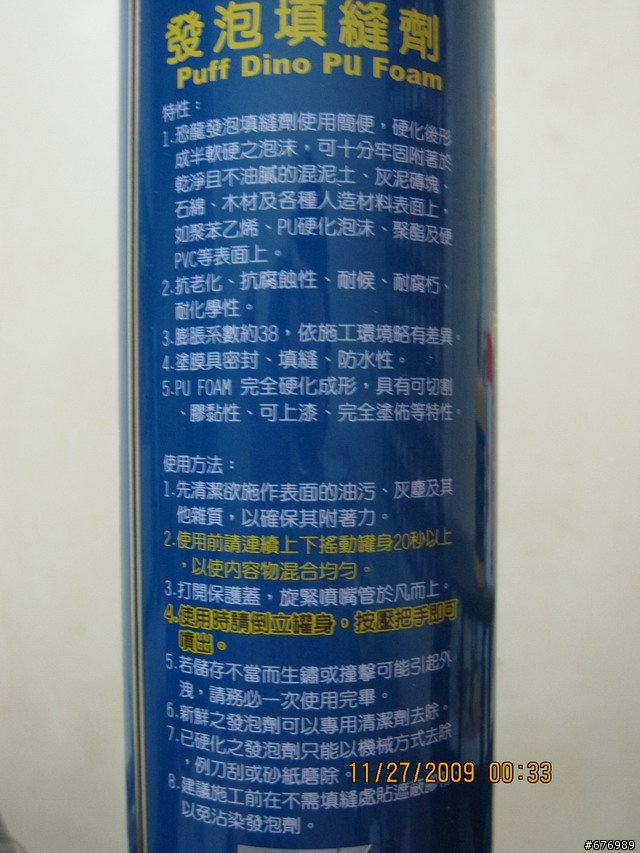 發泡填縫劑
Puff Dino PU Foam
特性：
1.恐龍發泡填縫劑使用簡便，硬化後形
成半軟硬之泡沫，可十分牢固附著於
乾淨且不油膩的混泥土、灰泥磚塊、
石綿、木材及各種人造材料表面上，
如聚苯乙烯、PU硬化泡沫、聚酯及硬
PVC等表面上。
2.抗老化、抗腐蝕性、耐候、耐腐朽、
耐化學性。
3.膨脹系數約38，依施工環境略有差異。
4.塗膜具密封、填縫、防水性。
5.PU FOAM 完全硬化成形，具有可切割
、膠黏性、可上漆、完全塗佈等特性。
使用方法：
1.先清潔欲施作表面的油污、灰塵及其
他雜質，以確保其附著力。
2.使用前請連續上下搖動罐身20秒以上
，以使內容物混合均勻。
3.打開保護蓋，旋緊噴嘴管於凡而上。
4.使用時請倒立罐身，按壓把手即可
噴出。
5.若儲存不當而生鏽或撞擊可能引起外
洩，請務必一次使用完畢。
6.新鮮之發泡劑可以專用清潔劑去除。
7.已硬化之發泡劑只能以機械方式去除
，例刀刮或砂紙磨除。
8.建議施工前在不需填縫處貼遮蔽
以免沾染發泡劑。
11/27/2009 00:33
#676989